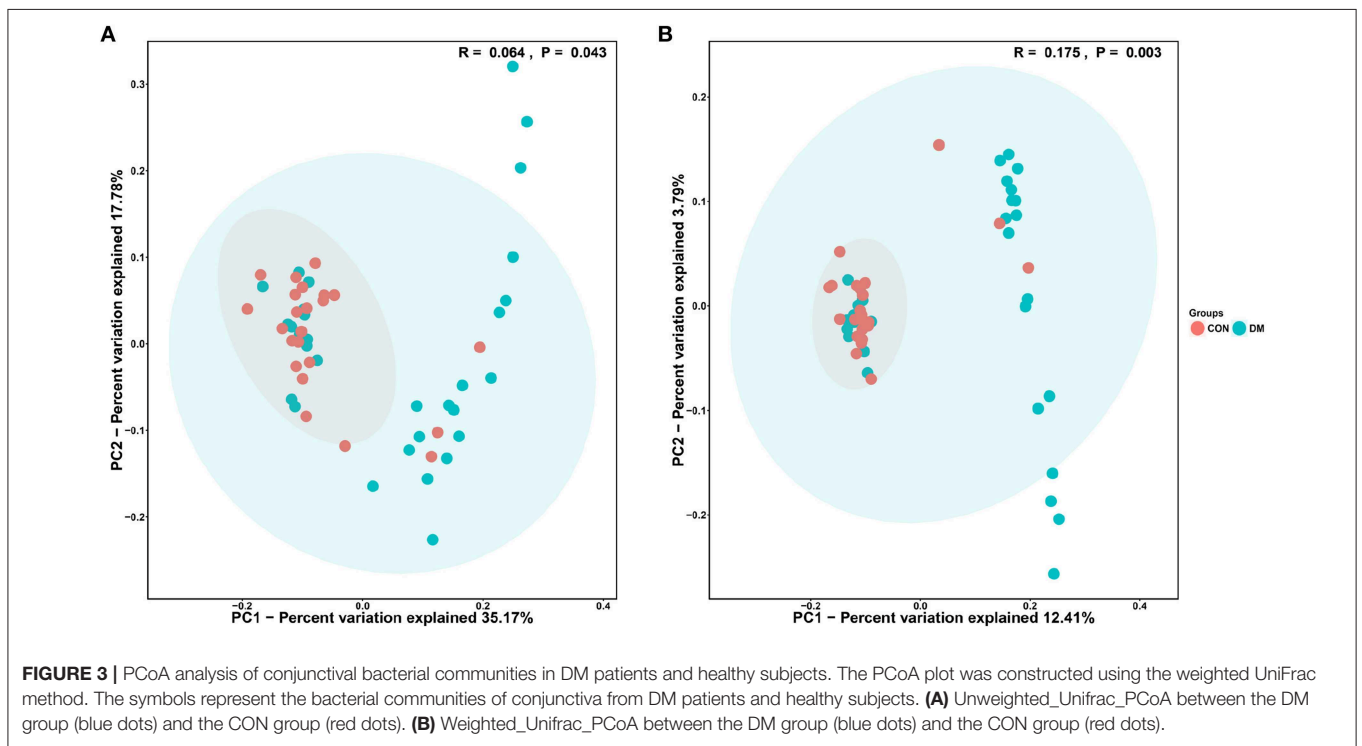 A
R = 0.064 , P = 0.043
0.3
0.2
0.1
0.0
−0.1
−0.2
PC2 − Percent variation explained 17.78%
−0.2
0.0
0.2
0.4
PC1 − Percent variation explained 35.17%
B
R = 0.175 , P = 0.003
0.2
0.1
0.0
−0.1
−0.2
PC2 − Percent variation explained 3.79%
−0.2
0.0
0.2
0.4
PC1 − Percent variation explained 12.41%
Groups
CON DM
FIGURE 3 | PCoA analysis of conjunctival bacterial communities in DM patients and healthy subjects. The PCoA plot was constructed using the weighted UniFrac
method. The symbols represent the bacterial communities of conjunctiva from DM patients and healthy subjects. (A) Unweighted_Unifrac_PCoA between the DM
group (blue dots) and the CON group (red dots). (B) Weighted_Unifrac_PCoA between the DM group (blue dots) and the CON group (red dots).